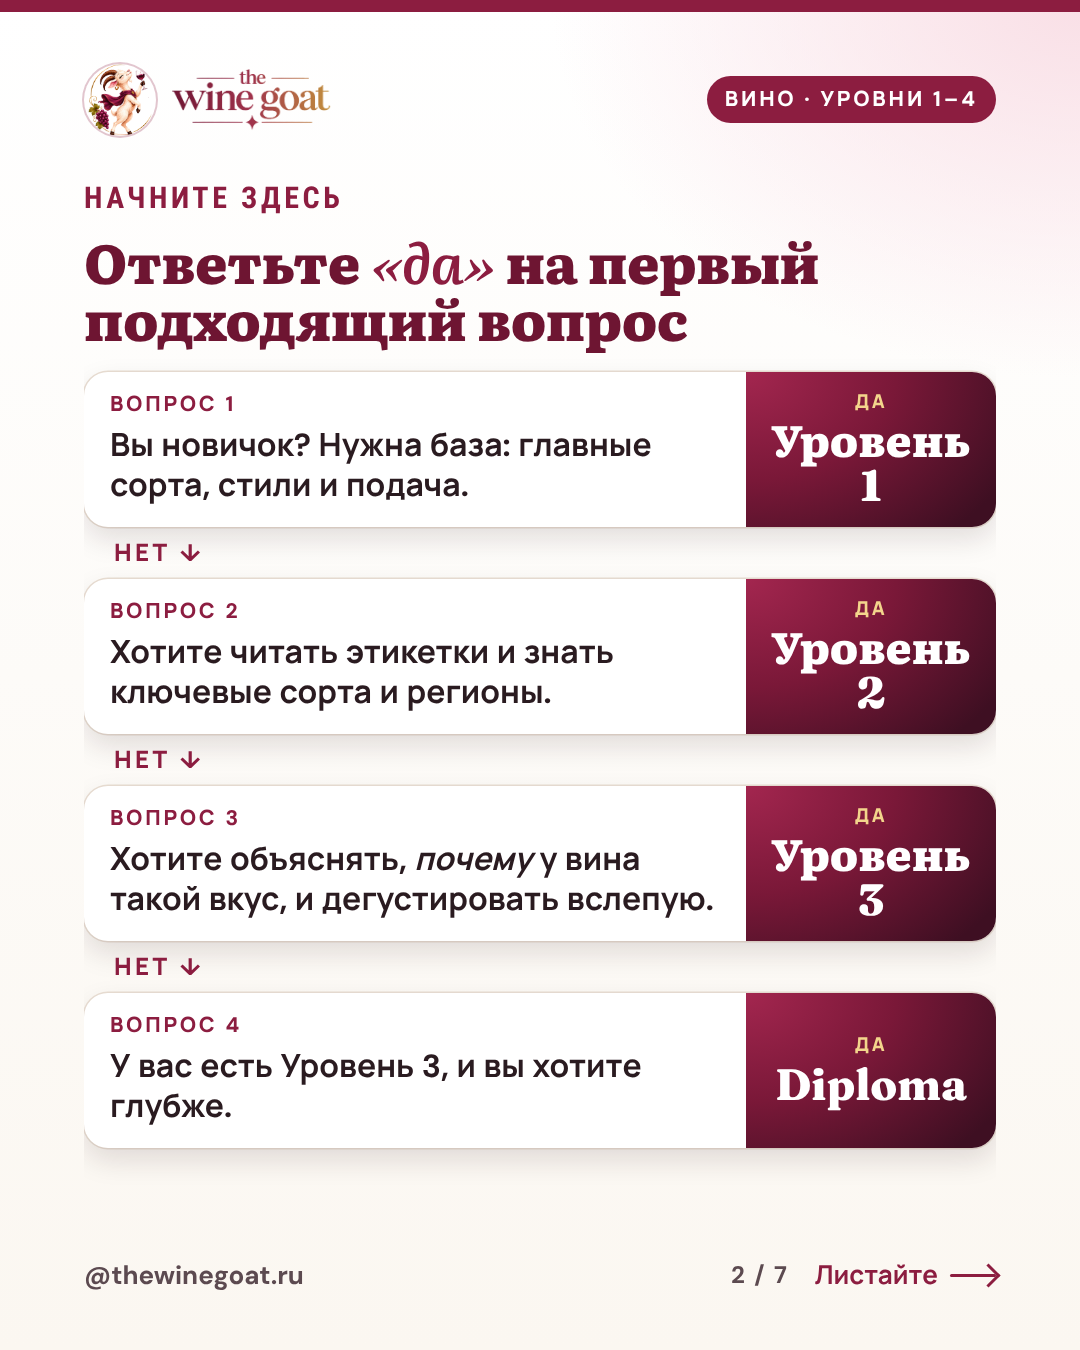 the
wine goat
ВИНО · УРОВНИ 1–4
НАЧНИТЕ ЗДЕСЬ
Ответьте «да» на первый
подходящий вопрос
ВОПРОС 1
Вы новичок? Нужна база: главные
сорта, стили и подача.
ДА
Уровень
1
НЕТ ↓
ВОПРОС 2
Хотите читать этикетки и знать
ключевые сорта и регионы.
ДА
Уровень
2
НЕТ ↓
ВОПРОС 3
Хотите объяснять, почему у вина
такой вкус, и дегустировать вслепую.
ДА
Уровень
3
НЕТ ↓
ВОПРОС 4
У вас есть Уровень 3, и вы хотите
глубже.
ДА
Diploma
@thewinegoat.ru
2 / 7
Листайте →